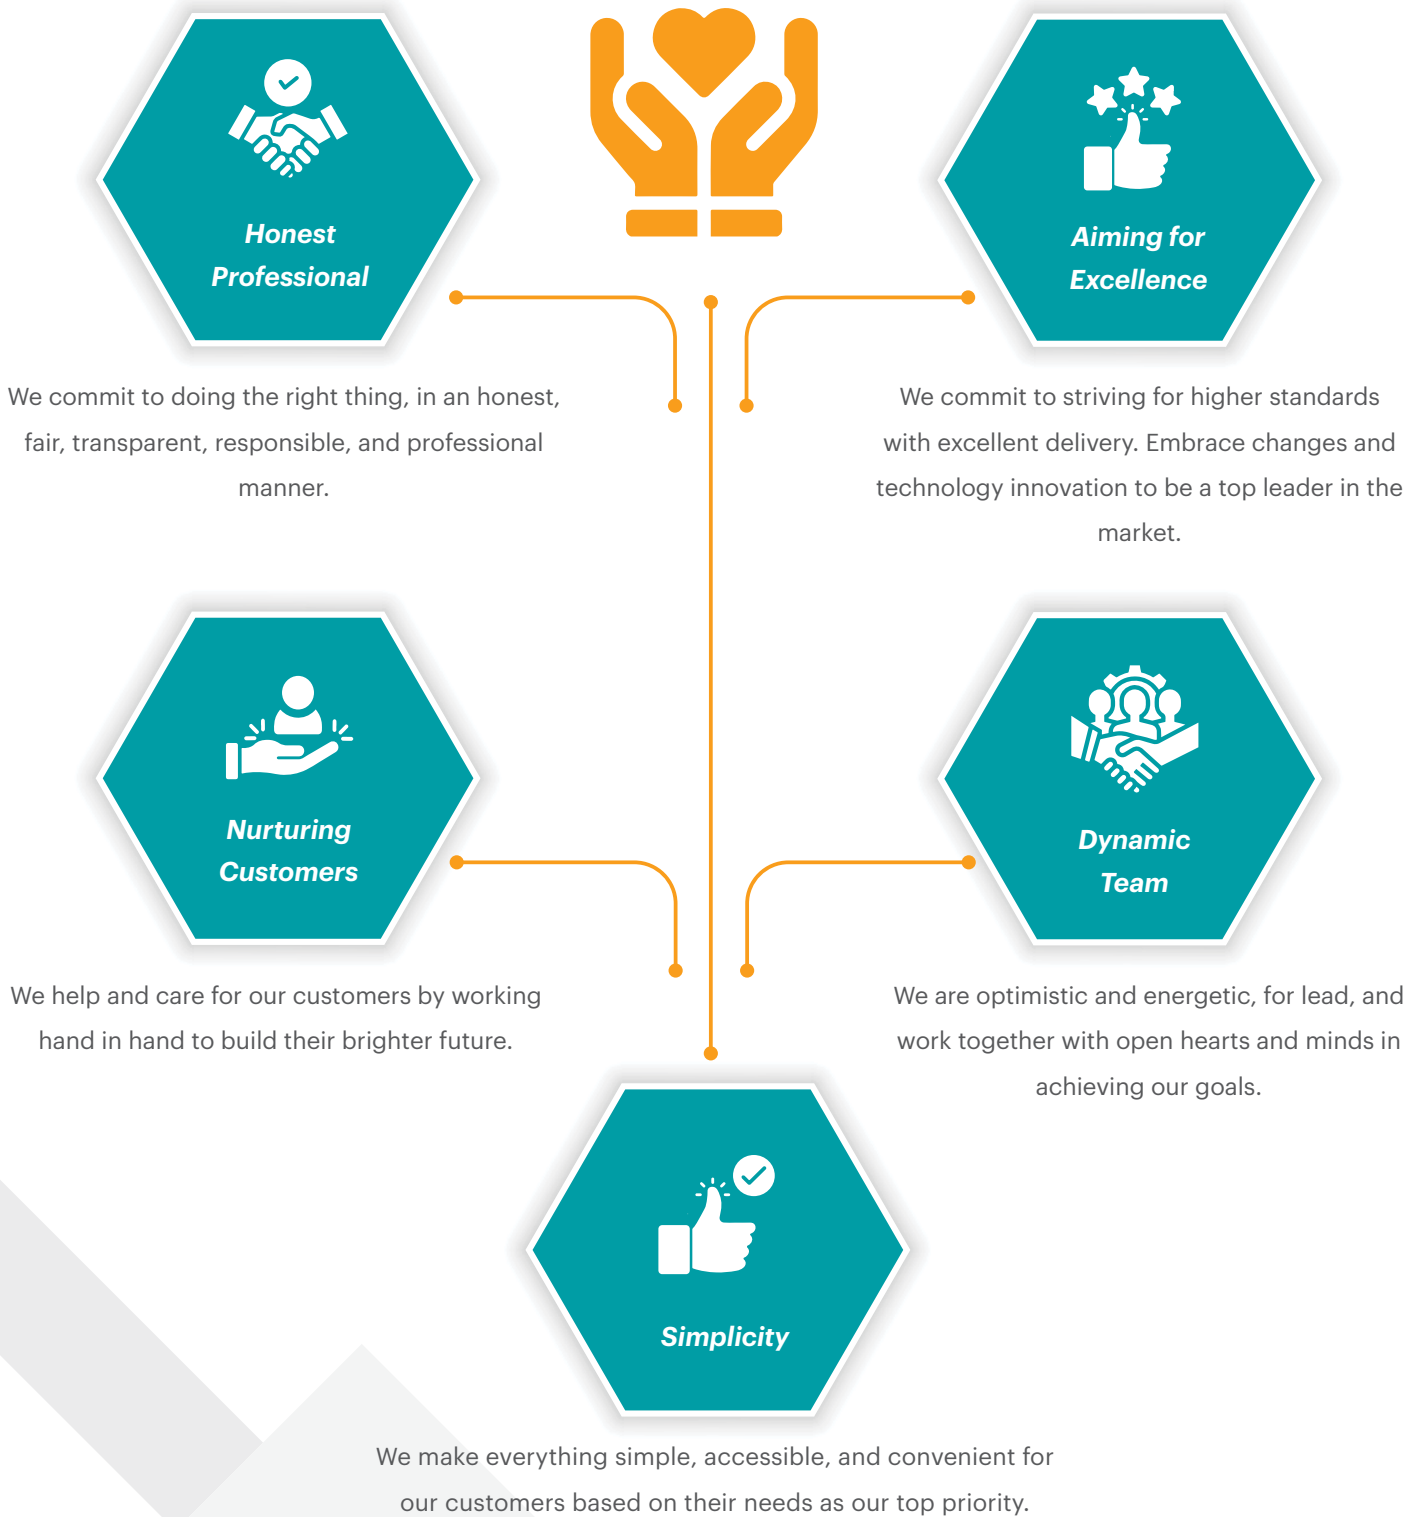 Honest
Professional
We commit to doing the right thing, in an honest,
fair, transparent, responsible, and professional
manner.
Aiming for
Excellence
We commit to striving for higher standards
with excellent delivery. Embrace changes and
technology innovation to be a top leader in the
market.
Nurturing
Customers
We help and care for our customers by working
hand in hand to build their brighter future.
Dynamic
Team
We are optimistic and energetic, for lead, and
work together with open hearts and minds in
achieving our goals.
Simplicity
We make everything simple, accessible, and convenient for
our customers based on their needs as our top priority.